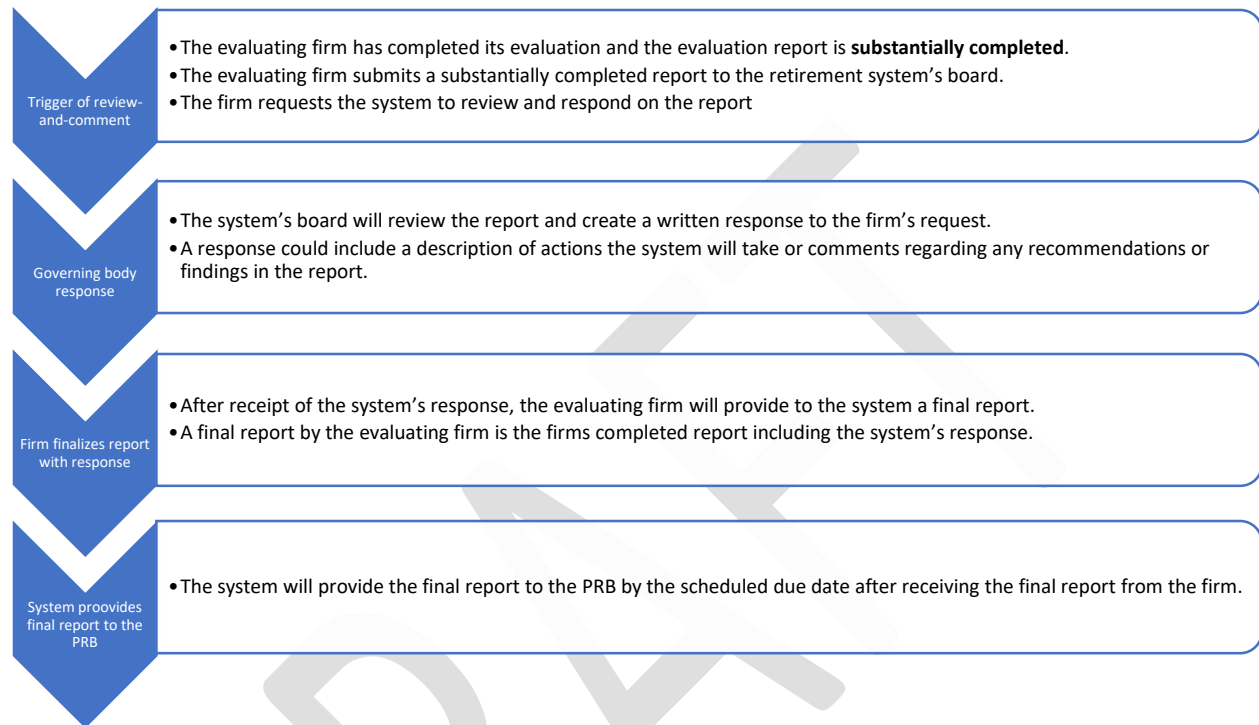 Trigger of review-
and-comment
•The evaluating firm has completed its evaluation and the evaluation report is substantially completed.
•The evaluating firm submits a substantially completed report to the retirement system's board.
•The firm requests the system to review and respond on the report
Governing body
response
•The system's board will review the report and create a written response to the firm's request.
•A response could include a description of actions the system will take or comments regarding any recommendations or
findings in the report.
Firm finalizes report
with response
•After receipt of the system's response, the evaluating firm will provide to the system a final report.
•A final report by the evaluating firm is the firms completed report including the system's response.
System proovides
final report to the
PRB
•The system will provide the final report to the PRB by the scheduled due date after receiving the final report from the firm.
DRAFT